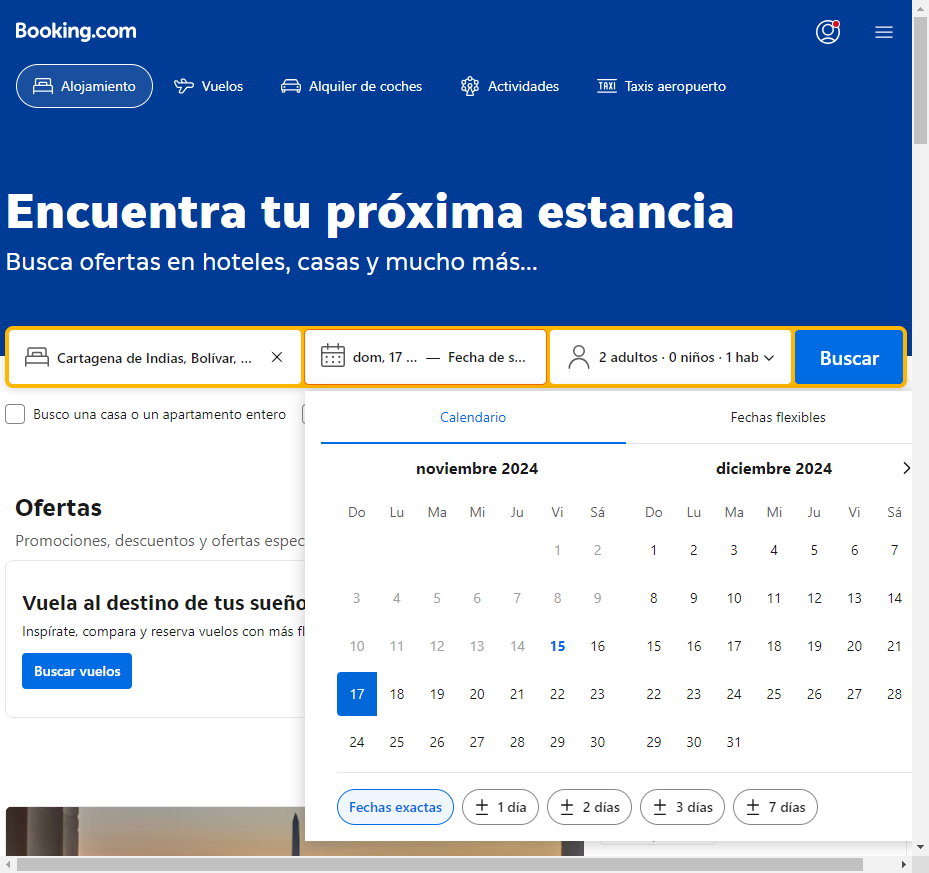 Booking.com
Alojamiento
Vuelos
Alquiler de coches
Actividades
TAXI Taxis aeropuerto
Encuentra tu próxima estancia
Busca ofertas en hoteles, casas y mucho más...
Cartagena de Indias, Bolívar, ...
dom, 17 ... — Fecha de s...
2 adultos · 0 niños · 1 hab
Buscar
Busco una casa o un apartamento entero
Calendario
Fechas flexibles
noviembre 2024
Do Lu Ma Mi Ju Vi Sá
1 2
3 4 5 6 7 8 9
10 11 12 13 14 15 16
17 18 19 20 21 22 23
24 25 26 27 28 29 30
diciembre 2024
Do Lu Ma Mi Ju Vi Sá
1 2 3 4 5 6 7
8 9 10 11 12 13 14
15 16 17 18 19 20 21
22 23 24 25 26 27 28
29 30 31
Fechas exactas
± 1 día
± 2 días
± 3 días
± 7 días
Ofertas
Promociones, descuentos y ofertas espec
Vuela al destino de tus sueño
Inspírate, compara y reserva vuelos con más fl
Buscar vuelos